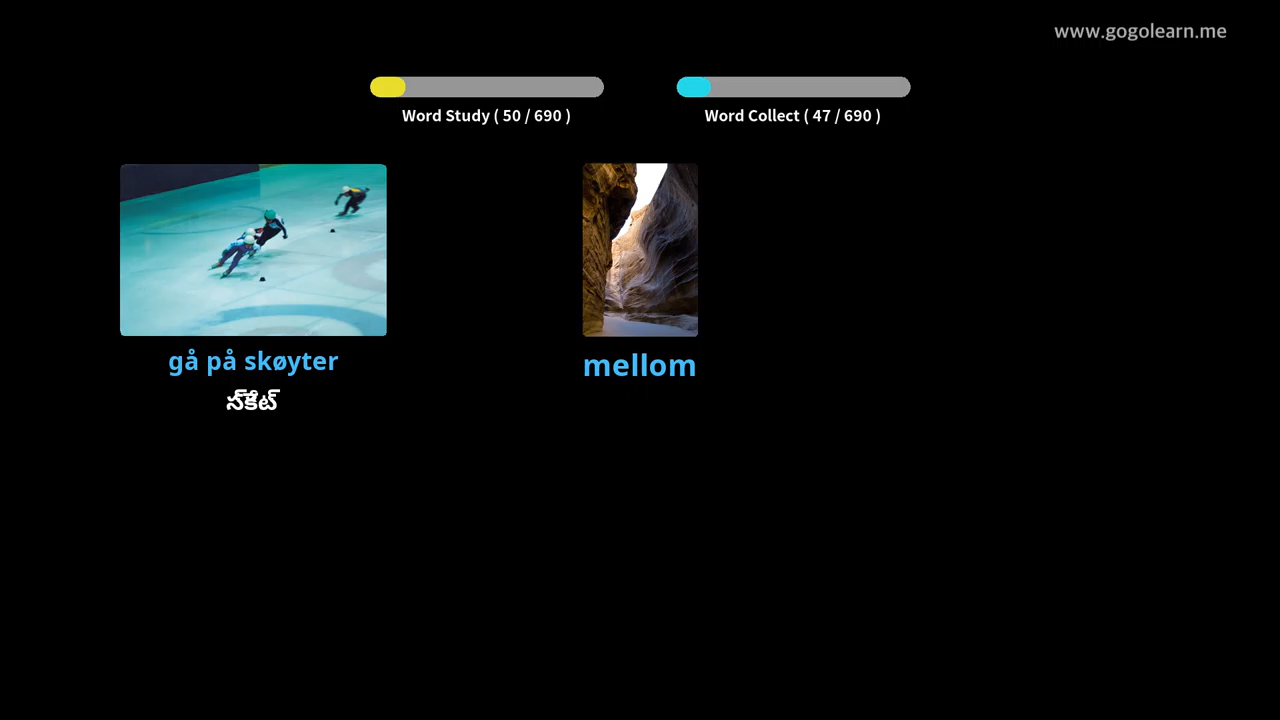 www.gogolearn.me
Word Study ( 50 / 690 )
Word Collect ( 47 / 690 )
gå på skøyter
స్కేట్
mellom